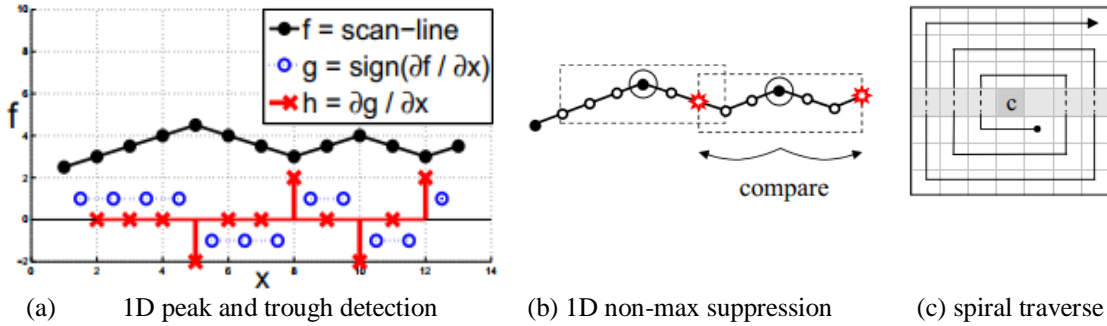 f = scan-line
g = sign(∂f / ∂x)
h = ∂g / ∂x
f
10
8
6
4
2
0
-2
0 2 4 6 8 10 12 14
x
compare
c
(a) 1D peak and trough detection
(b) 1D non-max suppression
(c) spiral traverse